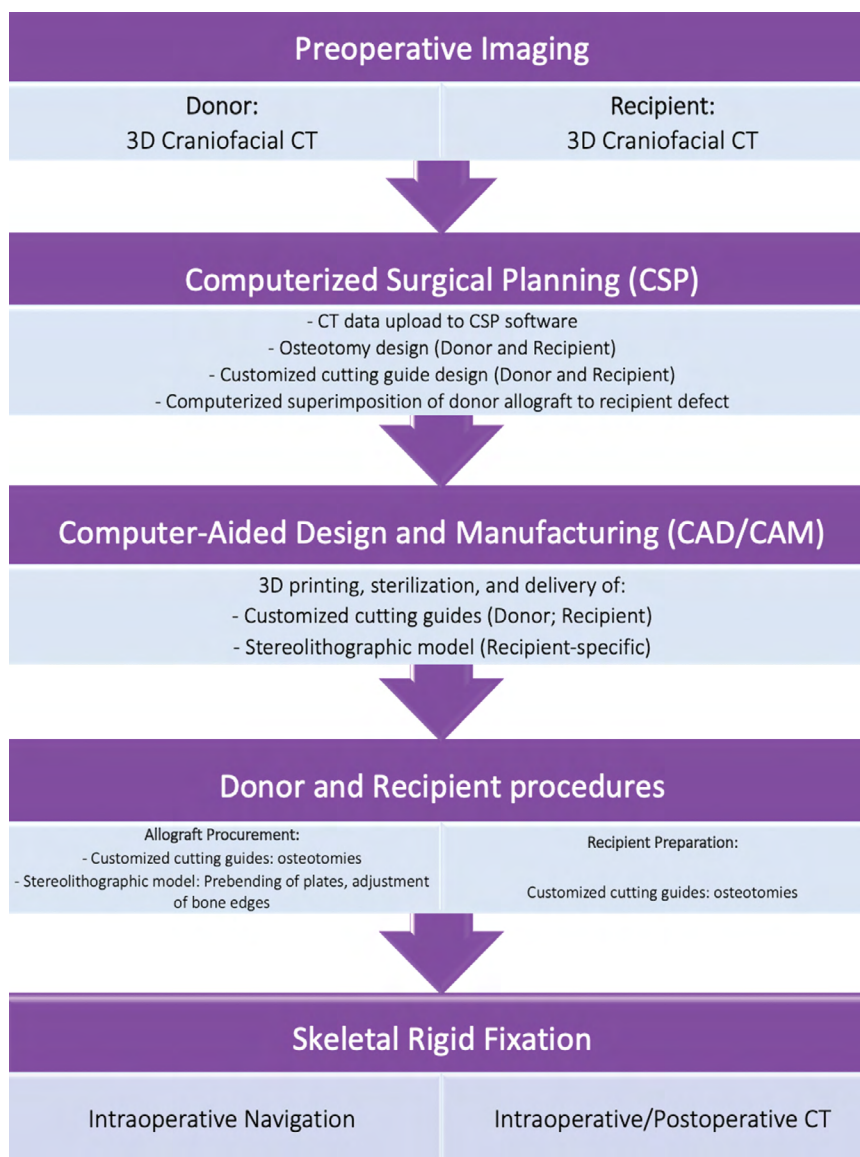 Preoperative Imaging
Donor:
3D Craniofacial CT
Recipient:
3D Craniofacial CT
Computerized Surgical Planning (CSP)
- CT data upload to CSP software
- Osteotomy design (Donor and Recipient)
- Customized cutting guide design (Donor and Recipient)
- Computerized superimposition of donor allograft to recipient defect
Computer-Aided Design and Manufacturing (CAD/CAM)
3D printing, sterilization, and delivery of:
- Customized cutting guides (Donor; Recipient)
- Stereolithographic model (Recipient-specific)
Donor and Recipient procedures
Allograft Procurement:
- Customized cutting guides: osteotomies
- Stereolithographic model: Prebending of plates, adjustment
of bone edges
Recipient Preparation:
Customized cutting guides: osteotomies
Skeletal Rigid Fixation
Intraoperative Navigation
Intraoperative/Postoperative CT